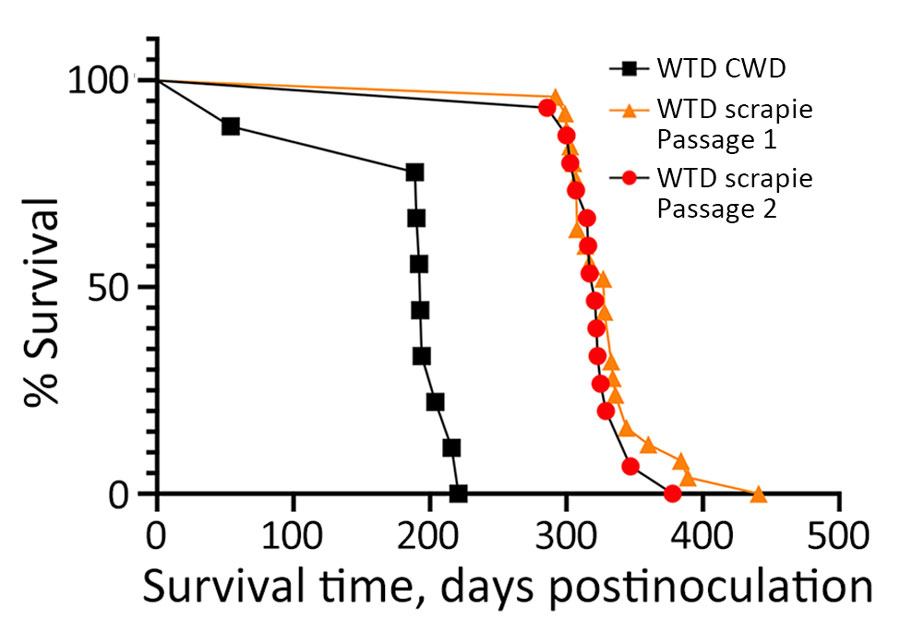 100
50
0
% Survival
WTD CWD
WTD scrapie
Passage 1
WTD scrapie
Passage 2
0 100 200 300 400 500
Survival time, days postinoculation